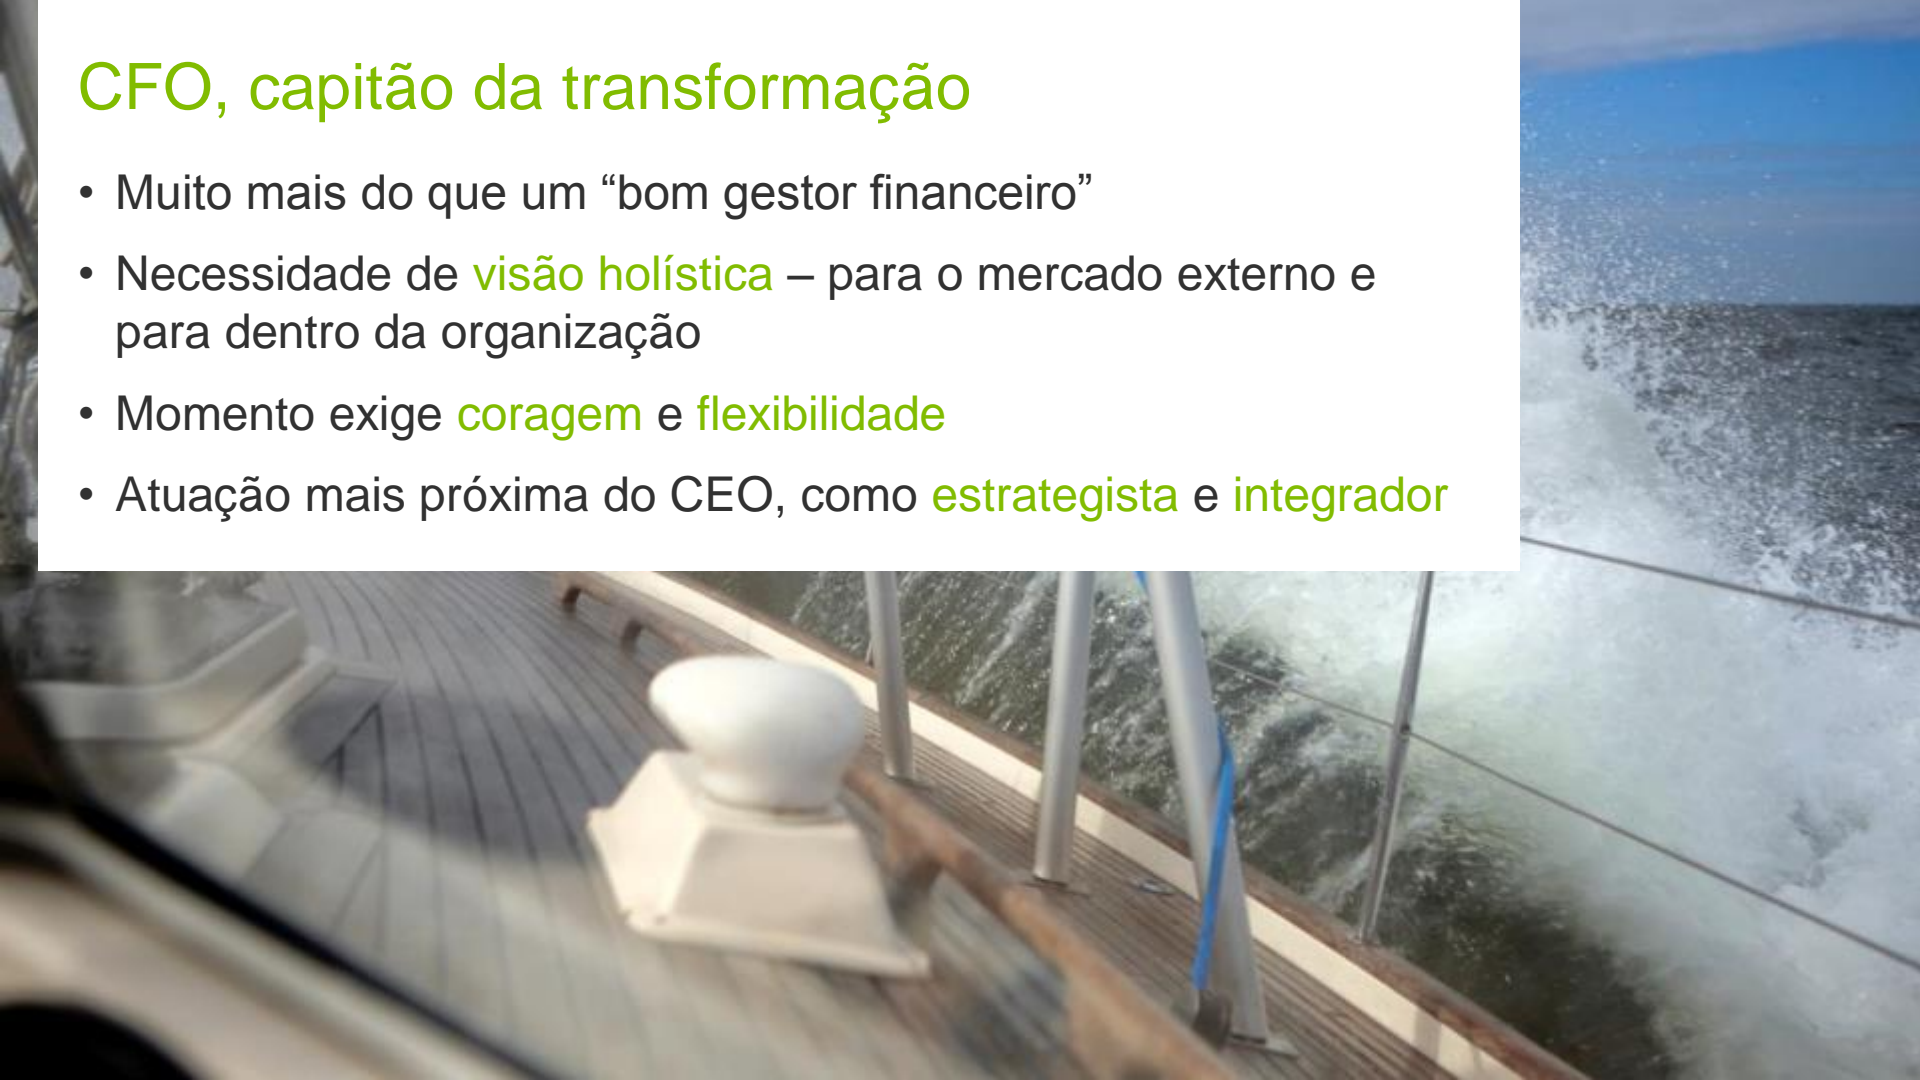 CFO, capitão da transformação
• Muito mais do que um “bom gestor financeiro”
• Necessidade de visão holística – para o mercado externo e
para dentro da organização
• Momento exige coragem e flexibilidade
• Atuação mais próxima do CEO, como estrategista e integrador